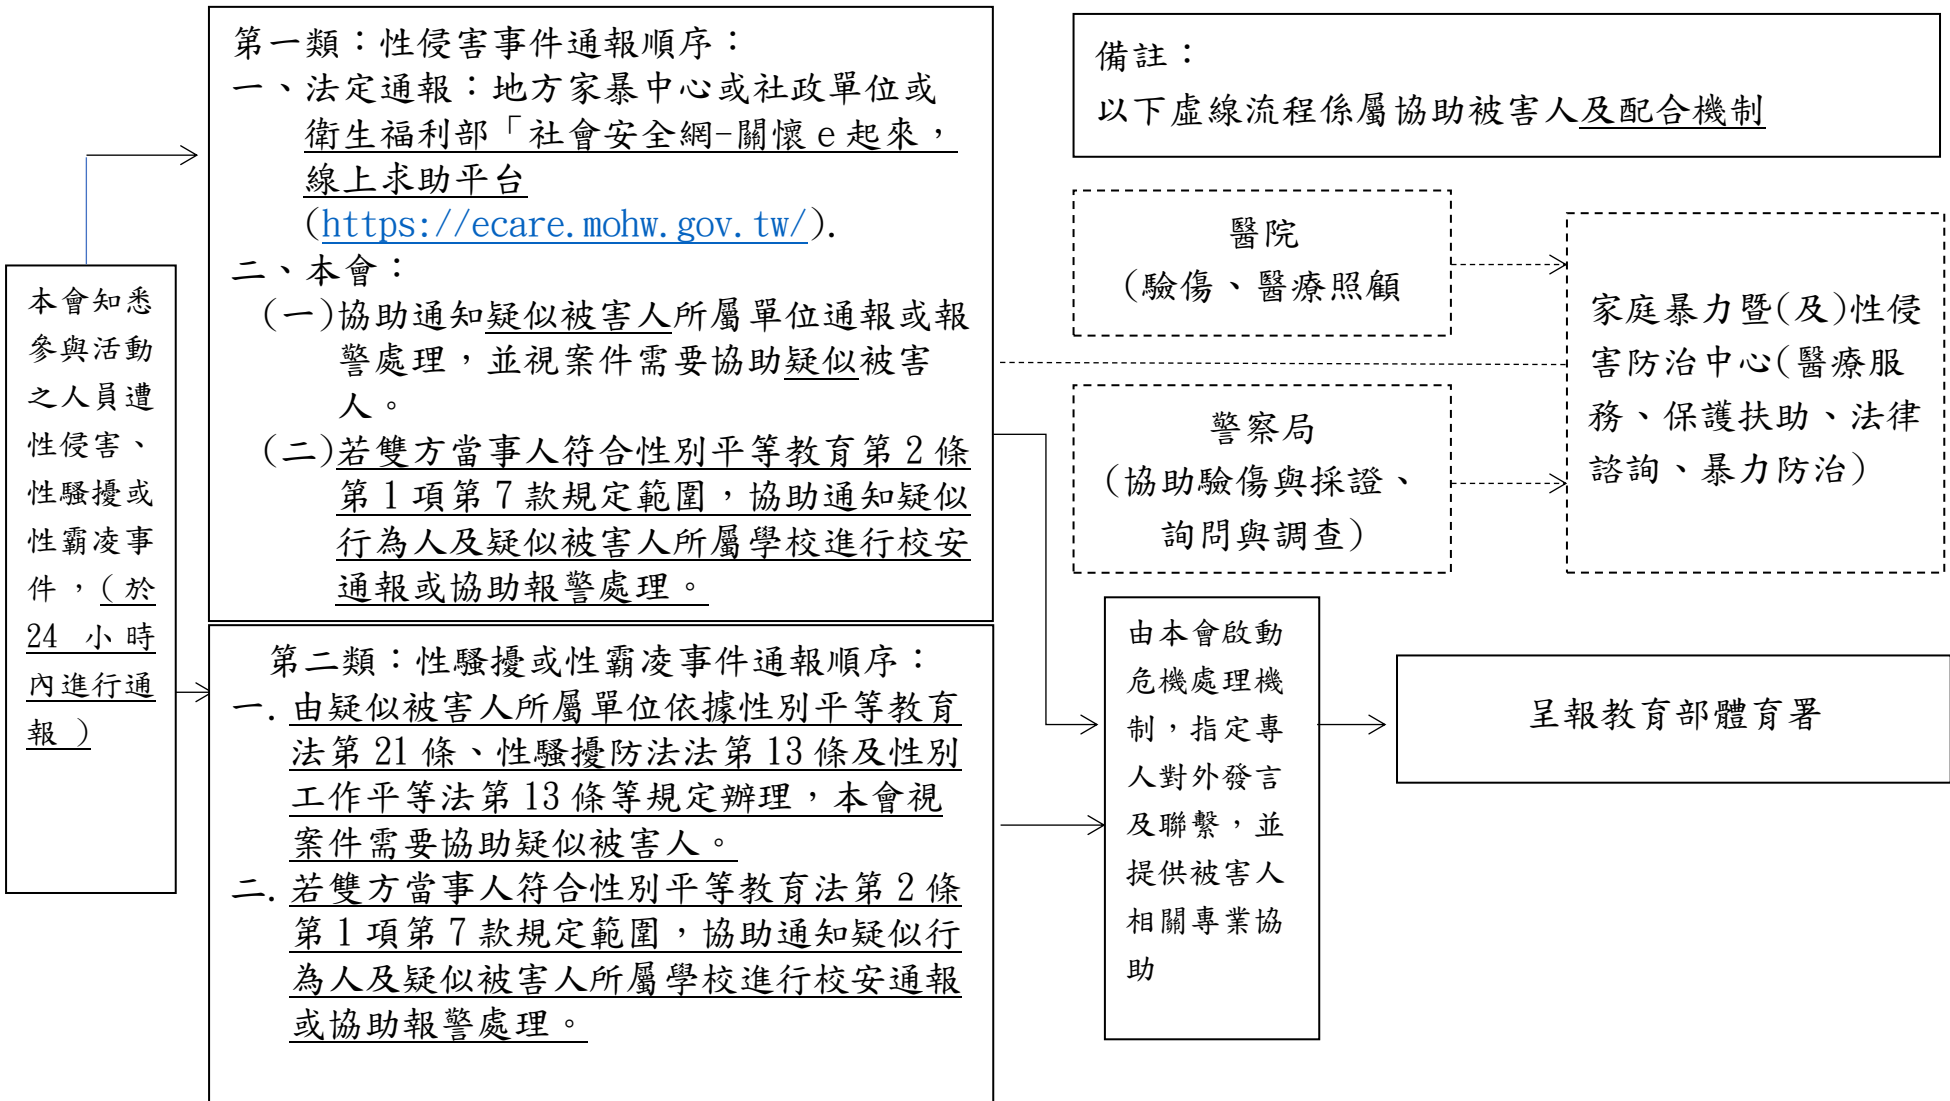 第一類：性侵害事件通報順序：
一、法定通報：地方家暴中心或社政單位或
衛生福利部「社會安全網-關懷 e 起來，
線上求助平台
(https://ecare.mohw.gov.tw/).
二、本會：
(一)協助通知疑似被害人所屬單位通報或報
警處理，並視案件需要協助疑似被害
人。
(二)若雙方當事人符合性別平等教育第 2 條
第 1 項第 7 款規定範圍，協助通知疑似
行為人及疑似被害人所屬學校進行校安
通報或協助報警處理。
備註：
以下虛線流程係屬協助被害人及配合機制
醫院
(驗傷、醫療照顧
家庭暴力暨(及)性侵
害防治中心(醫療服
務、保護扶助、法律
諮詢、暴力防治)
警察局
(協助驗傷與採證、
詢問與調查)
本會知悉
參與活動
之人員遭
性侵害、
性騷擾或
性霸凌事
件，(於
24 小時
內進行通
報 )
第二類：性騷擾或性霸凌事件通報順序：
一. 由疑似被害人所屬單位依據性別平等教育
法第 21 條、性騷擾防法法第 13 條及性別
工作平等法第 13 條等規定辦理，本會視
案件需要協助疑似被害人。
二. 若雙方當事人符合性別平等教育法第 2 條
第 1 項第 7 款規定範圍，協助通知疑似行
為人及疑似被害人所屬學校進行校安通報
或協助報警處理。
由本會啟動
危機處理機
制，指定專
人對外發言
及聯繫，並
提供被害人
相關專業協
助
呈報教育部體育署